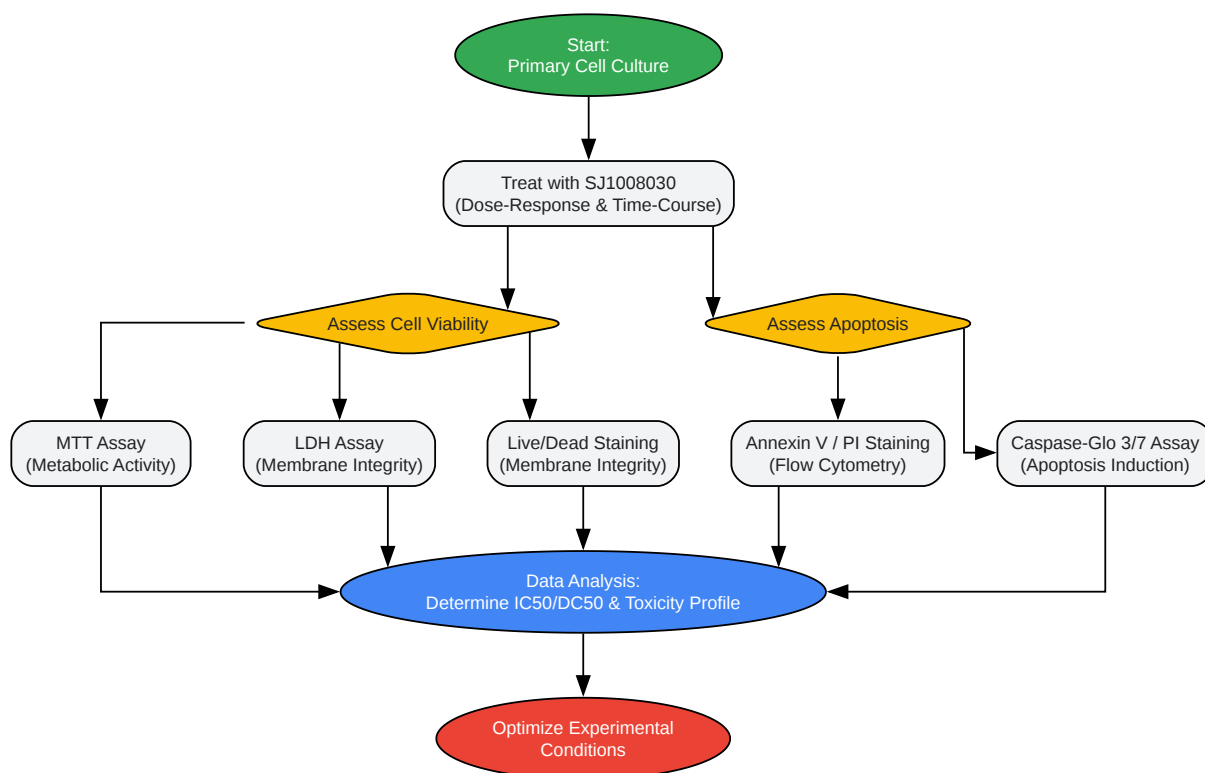 Start:
Primary Cell Culture
Treat with SJ1008030
(Dose-Response & Time-Course)
Assess Cell Viability
Assess Apoptosis
MTT Assay
(Metabolic Activity)
LDH Assay
(Membrane Integrity)
Live/Dead Staining
(Membrane Integrity)
Annexin V / PI Staining
(Flow Cytometry)
Caspase-Glo 3/7 Assay
(Apoptosis Induction)
Data Analysis:
Determine IC50/DC50 & Toxicity Profile
Optimize Experimental
Conditions